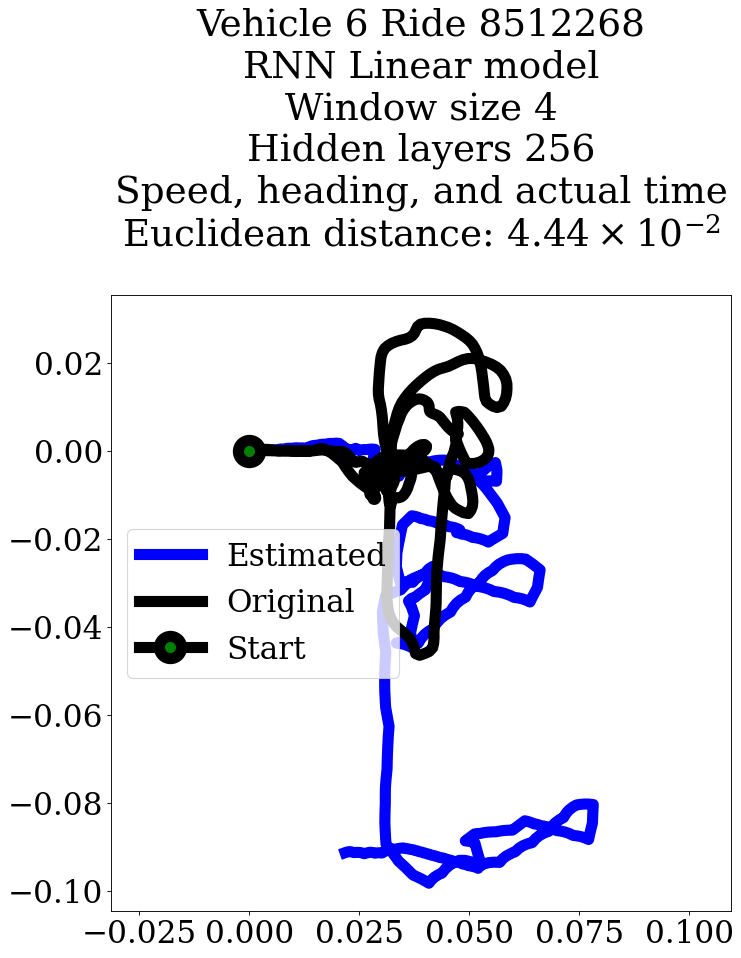 Vehicle 6 Ride 8512268
RNN Linear model
Window size 4
Hidden layers 256
Speed, heading, and actual time
Euclidean distance: 4.44 × 10⁻²
0.02
0.00
−0.02
−0.04
−0.06
−0.08
−0.10
Estimated
Original
Start
−0.025 0.000 0.025 0.050 0.075 0.100